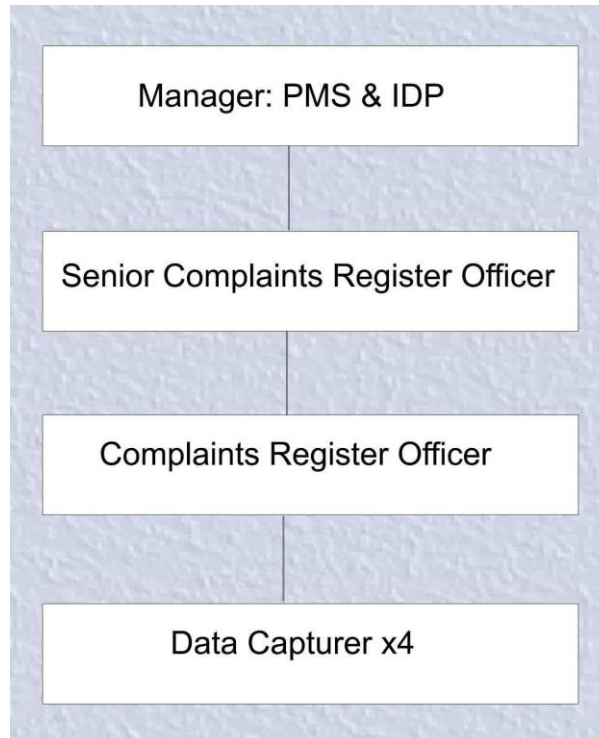 Manager: PMS & IDP
Senior Complaints Register Officer
Complaints Register Officer
Data Capturer x4